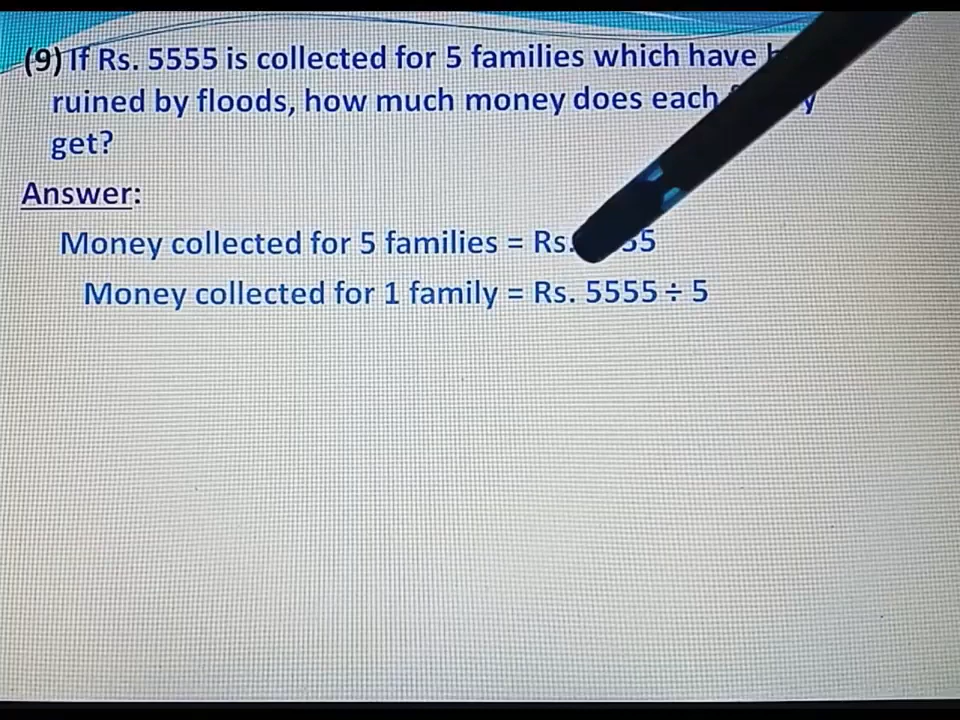 (9) If Rs. 5555 is collected for 5 families which have
ruined by floods, how much money does each
get?
Answer:
Money collected for 5 families = Rs.
Money collected for 1 family = Rs. 5555 ÷ 5